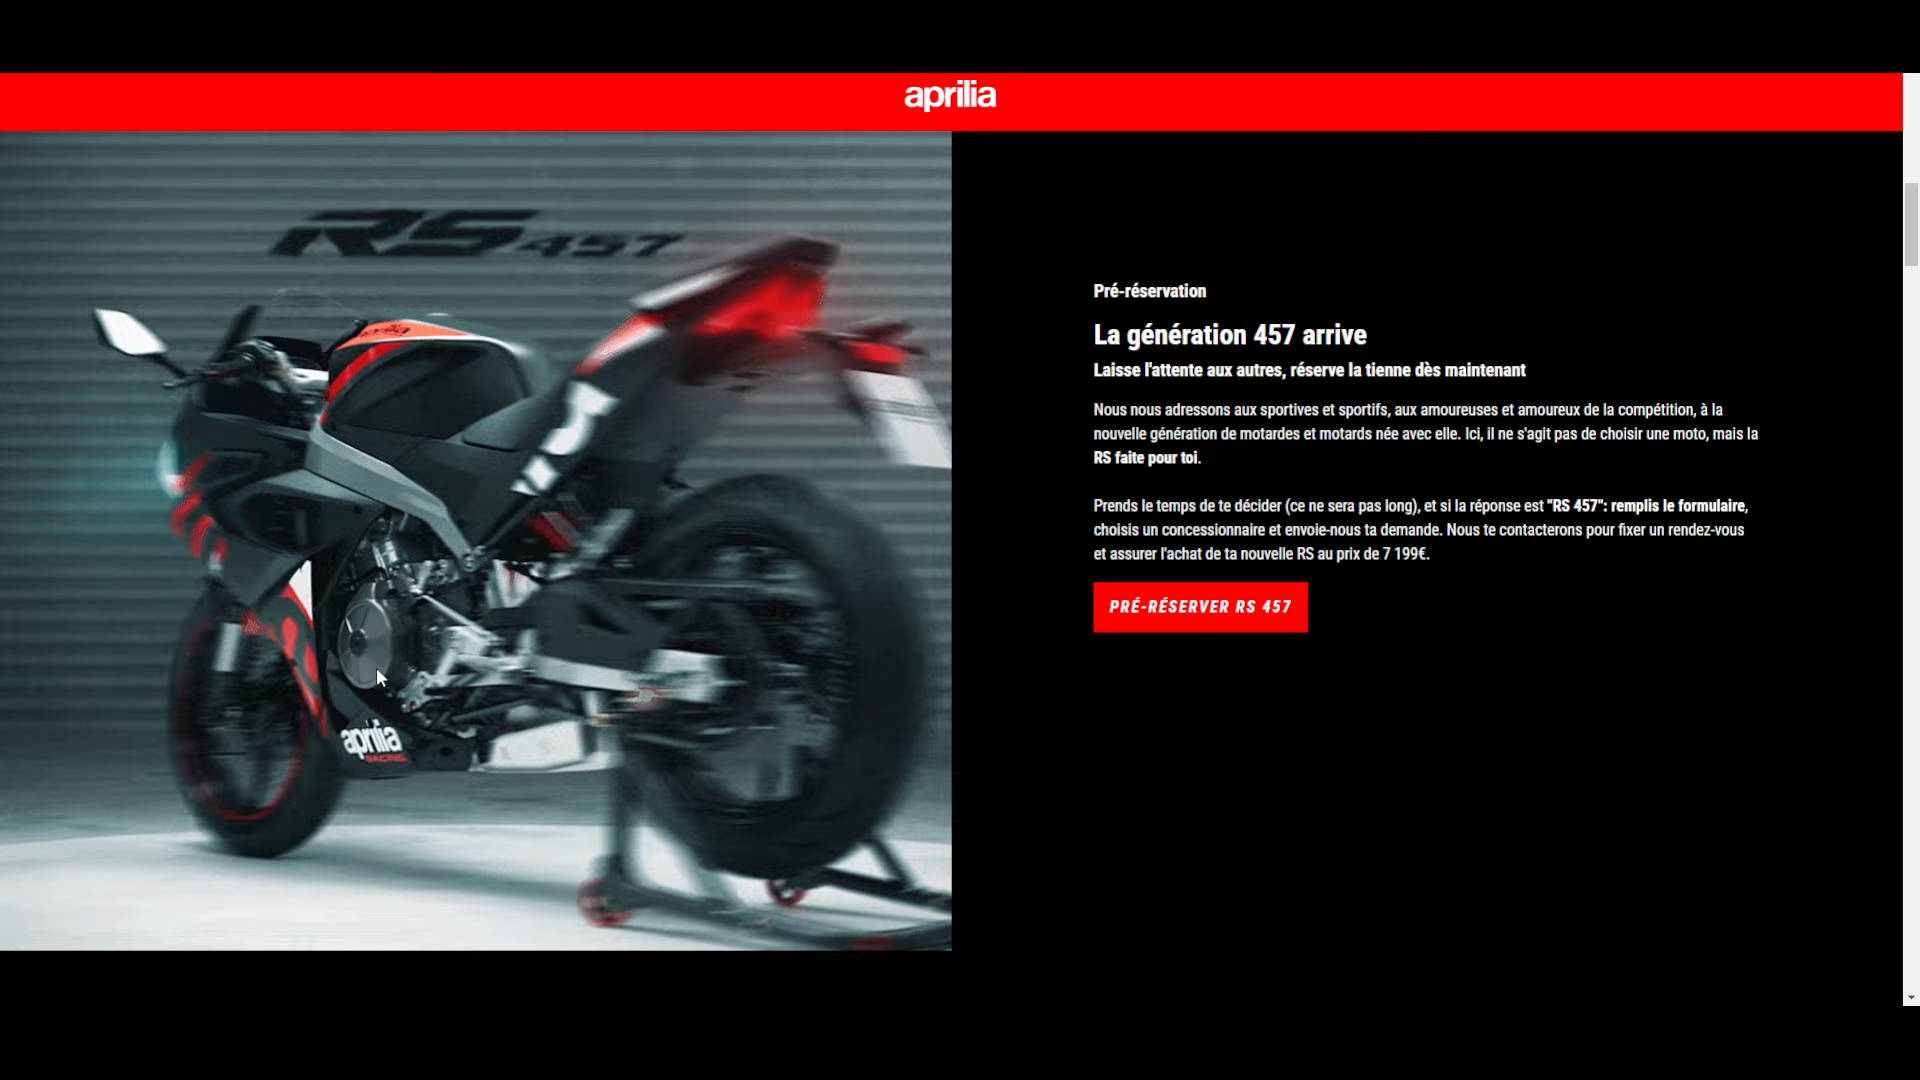 aprilia
RS 457
aprilia
aprilia
RACING
Pré-réservation
La génération 457 arrive
Laisse l'attente aux autres, réserve la tienne dès maintenant
Nous nous adressons aux sportives et sportifs, aux amoureuses et amoureux de la compétition, à la
nouvelle génération de motardes et motards née avec elle. Ici, il ne s'agit pas de choisir une moto, mais la
RS faite pour toi.
Prends le temps de te décider (ce ne sera pas long), et si la réponse est "RS 457": remplis le formulaire,
choisis un concessionnaire et envoie-nous ta demande. Nous te contacterons pour fixer un rendez-vous
et assurer l'achat de ta nouvelle RS au prix de 7 199€.
PRÉ-RÉSERVER RS 457